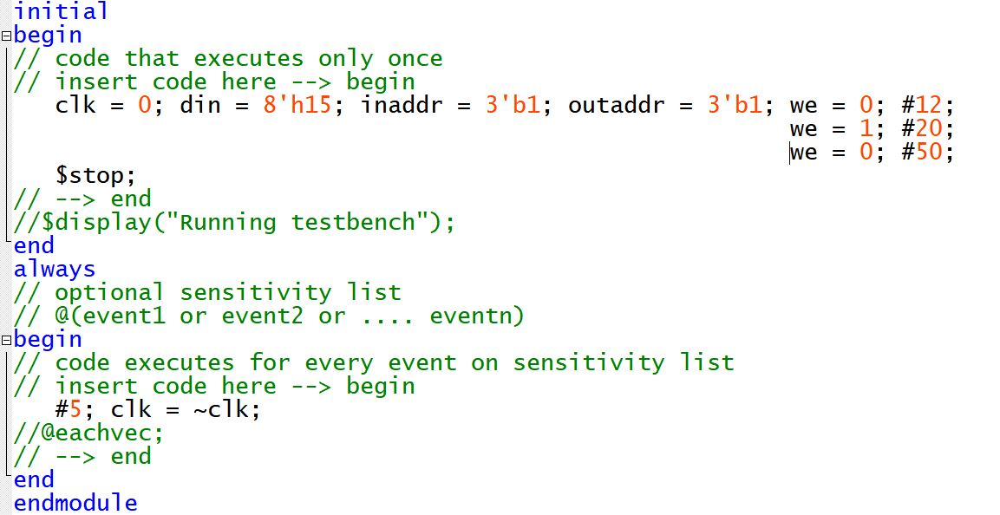 initial
begin
// code that executes only once
// insert code here --> begin
clk = 0; din = 8'h15; inaddr = 3'b1; outaddr = 3'b1; we = 0; #12;
we = 1; #20;
we = 0; #50;
$stop;
// --> end
//$display("Running testbench");
end
always
// optional sensitivity list
// @(event1 or event2 or .... eventn)
begin
// code executes for every event on sensitivity list
// insert code here --> begin
#5; clk = ~clk;
//@eachvec;
// --> end
end
endmodule